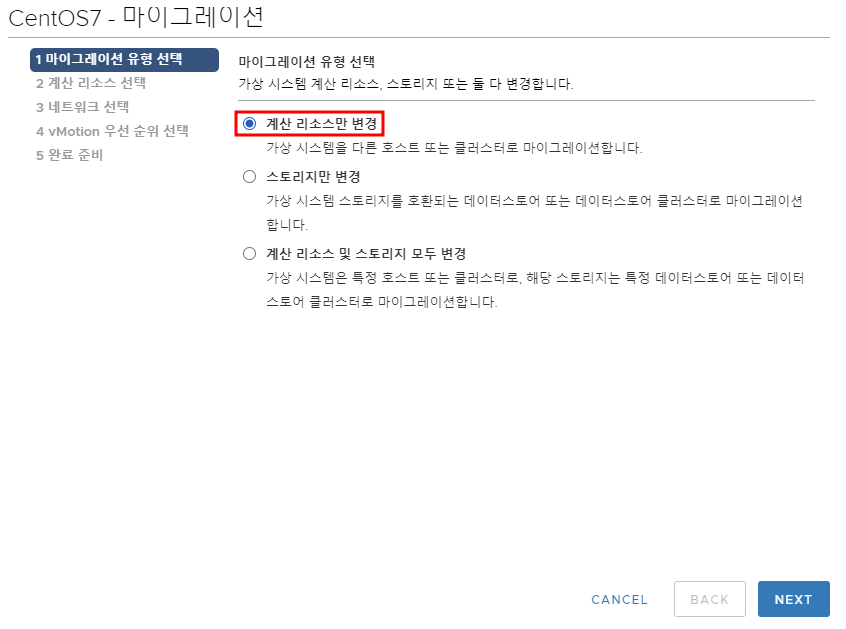 CentOS7 - 마이그레이션
1 마이그레이션 유형 선택
2 계산 리소스 선택
3 네트워크 선택
4 vMotion 우선 순위 선택
5 완료 준비
마이그레이션 유형 선택
가상 시스템 계산 리소스, 스토리지 또는 둘 다 변경합니다.
계산 리소스만 변경
가상 시스템을 다른 호스트 또는 클러스터로 마이그레이션합니다.
스토리지만 변경
가상 시스템 스토리지를 호환되는 데이터스토어 또는 데이터스토어 클러스터로 마이그레이션
합니다.
계산 리소스 및 스토리지 모두 변경
가상 시스템은 특정 호스트 또는 클러스터로, 해당 스토리지는 특정 데이터스토어 또는 데이터
스토어 클러스터로 마이그레이션합니다.
CANCEL
BACK
NEXT